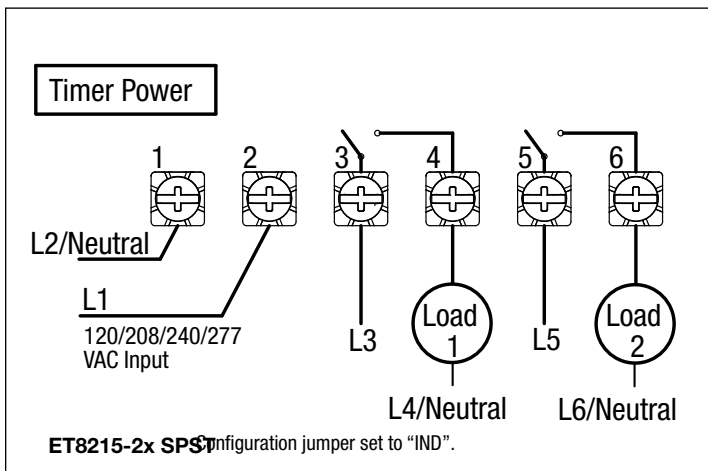 Timer Power
1 2 3 4 5 6
L2/Neutral
L1
120/208/240/277
VAC Input
L3
Load
1
L5
Load
2
L4/Neutral
L6/Neutral
ET8215-2x SPST Configuration jumper set to “IND”.